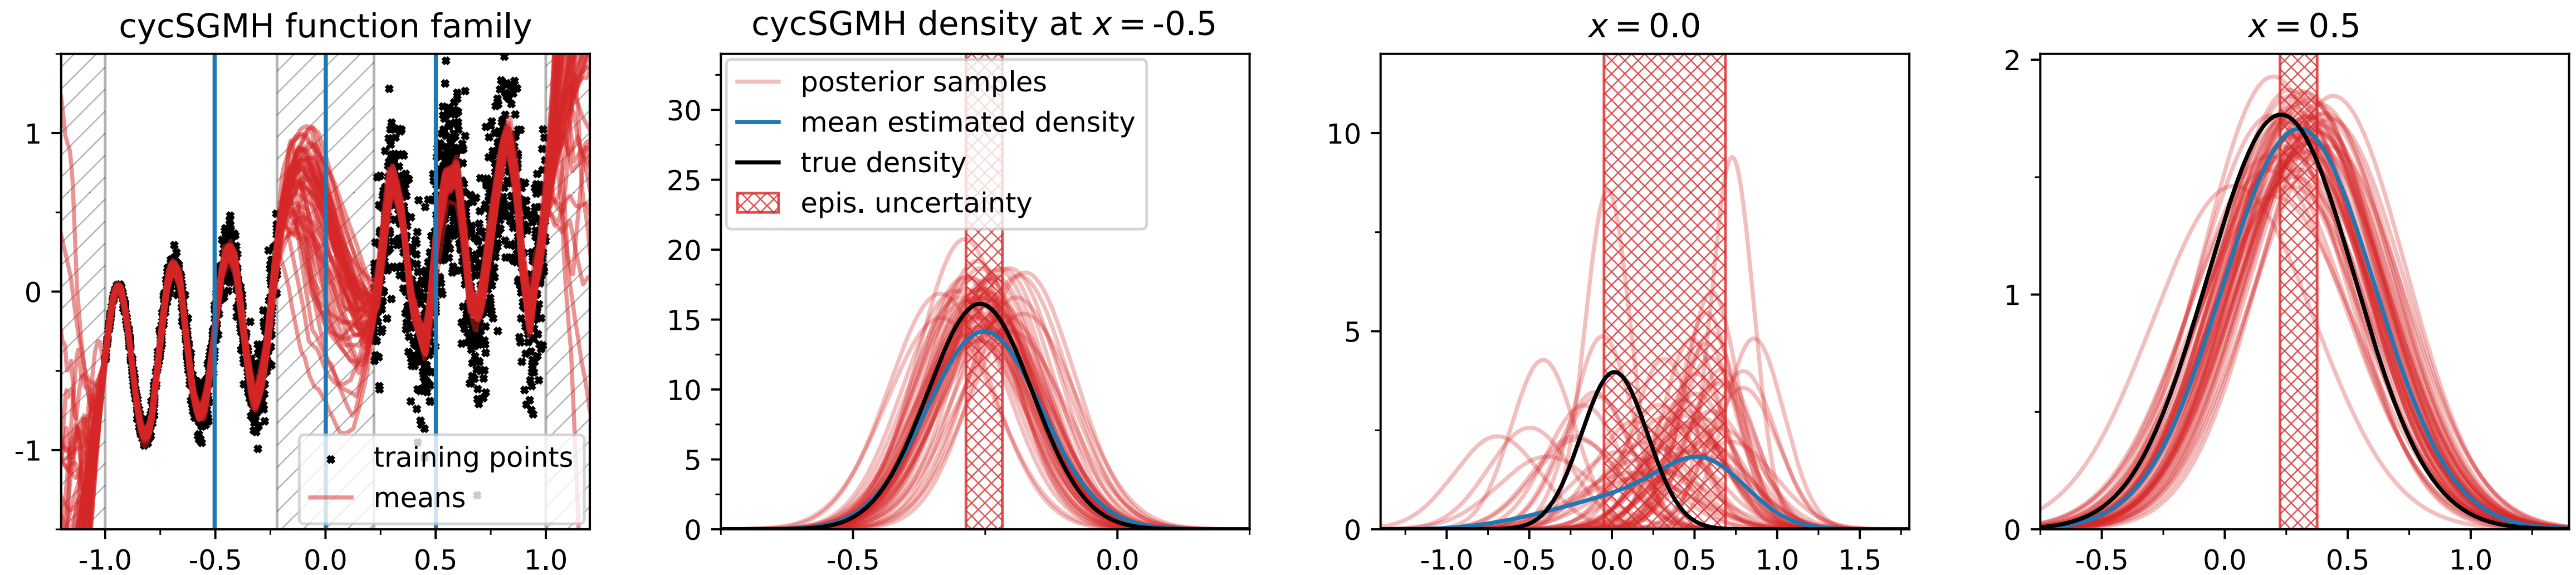 cycSGMH function family
1
0
-1
-1.0 -0.5 0.0 0.5 1.0
training points
means
cycSGMH density at x = -0.5
30
25
20
15
10
5
0
-0.5 0.0
posterior samples
mean estimated density
true density
epis. uncertainty
x = 0.0
10
5
0
-1.0 -0.5 0.0 0.5 1.0 1.5
x = 0.5
2
1
0
-0.5 0.0 0.5 1.0